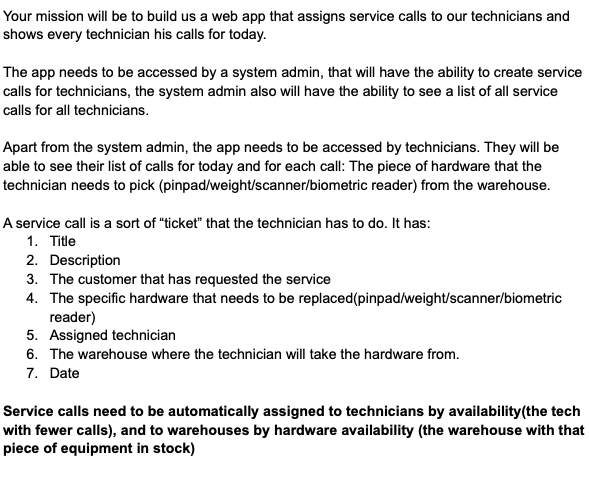 Your mission will be to build us a web app that assigns service calls to our technicians and
shows every technician his calls for today.
The app needs to be accessed by a system admin, that will have the ability to create service
calls for technicians, the system admin also will have the ability to see a list of all service
calls for all technicians.
Apart from the system admin, the app needs to be accessed by technicians. They will be
able to see their list of calls for today and for each call: The piece of hardware that the
technician needs to pick (pinpad/weight/scanner/biometric reader) from the warehouse.
A service call is a sort of “ticket” that the technician has to do. It has:
1. Title
2. Description
3. The customer that has requested the service
4. The specific hardware that needs to be replaced(pinpad/weight/scanner/biometric
reader)
5. Assigned technician
6. The warehouse where the technician will take the hardware from.
7. Date
Service calls need to be automatically assigned to technicians by availability(the tech
with fewer calls), and to warehouses by hardware availability (the warehouse with that
piece of equipment in stock)